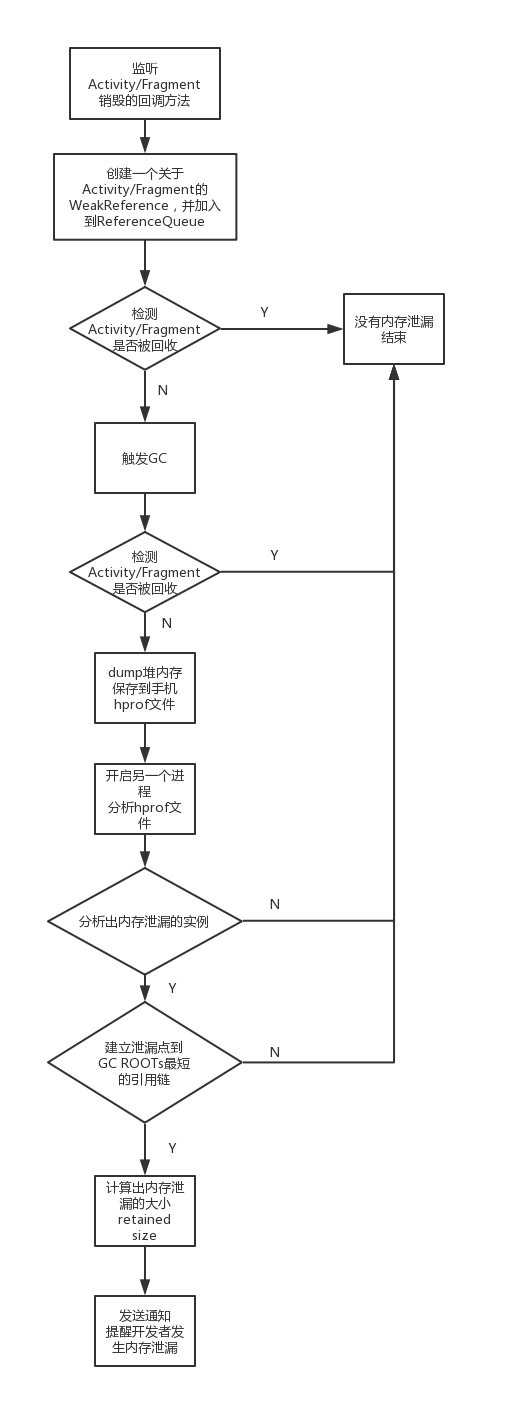 监听
Activity/Fragment
销毁的回调方法
创建一个关于
Activity/Fragment的
WeakReference，并加入
到ReferenceQueue
检测
Activity/Fragment
是否被回收
Y
没有内存泄漏
结束
N
触发GC
检测
Activity/Fragment
是否被回收
Y
N
dump堆内存
保存到手机
hprof文件
开启另一个进
程
分析hprof文
件
分析出内存泄漏的实例
N
Y
建立泄漏点到
GC ROOTs最短
的引用链
N
Y
计算出内存泄
漏的大小
retained
size
发送通知
提醒开发者发
生内存泄漏